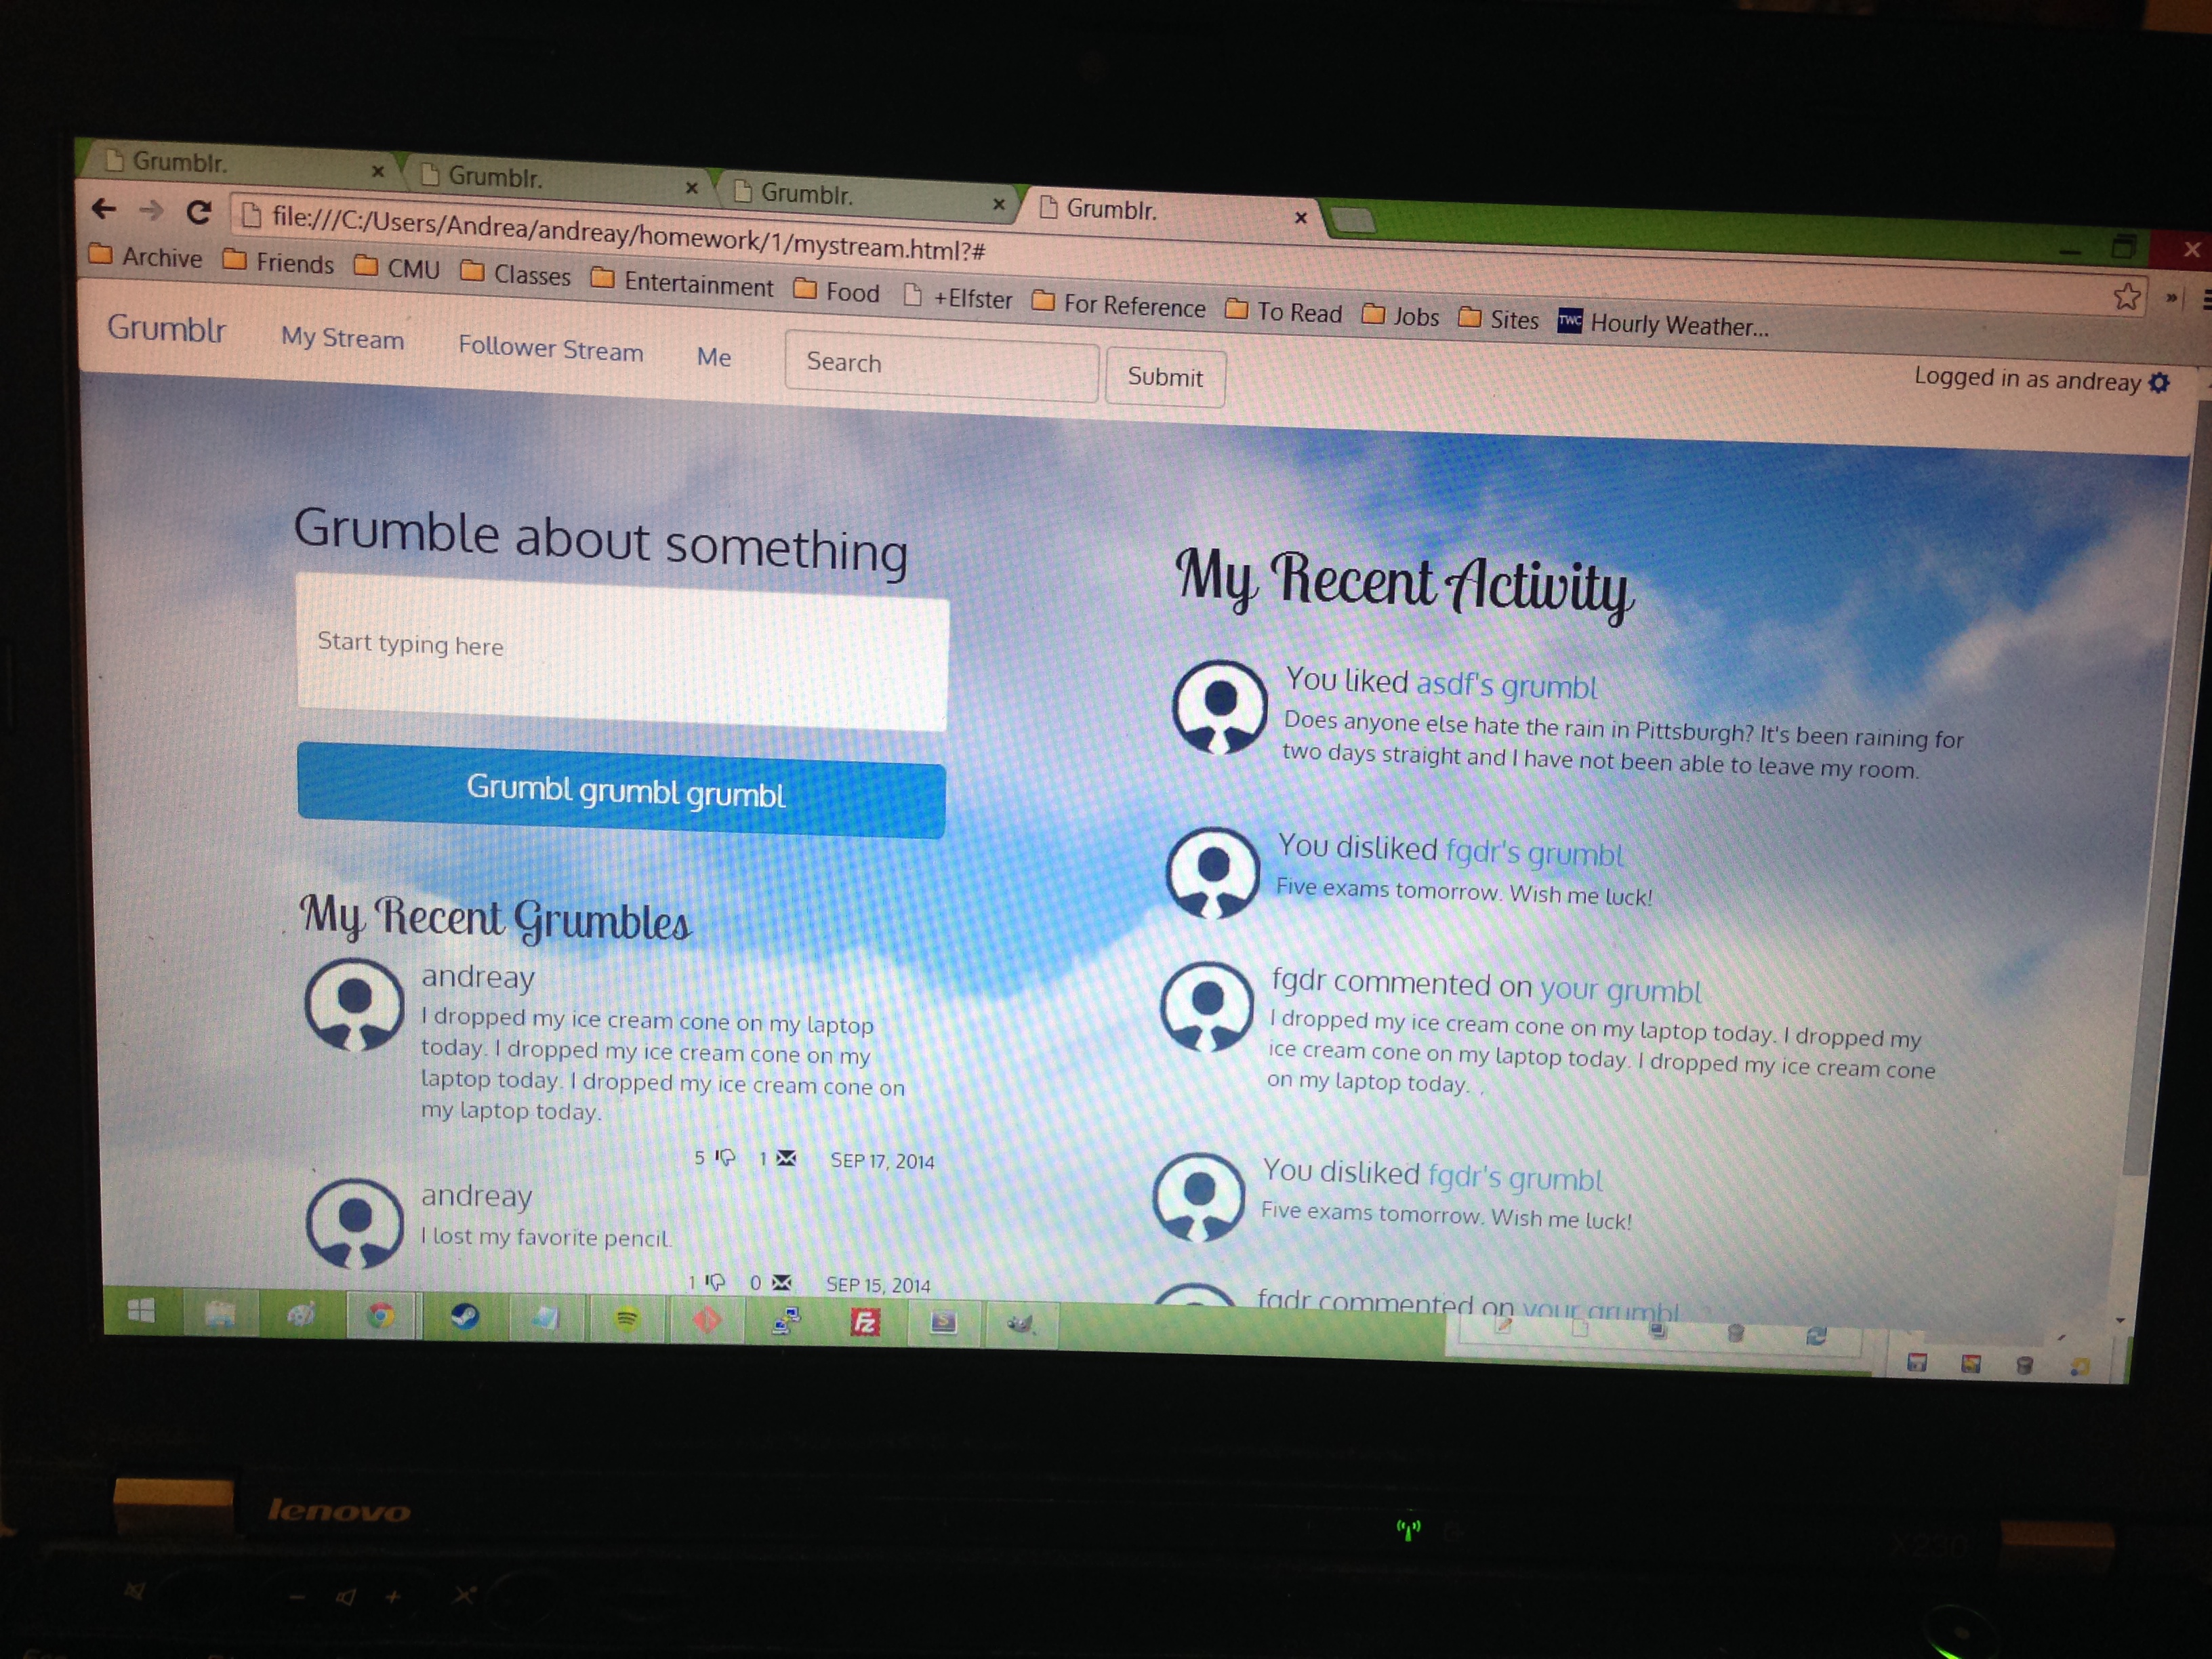 Grumblr.
Grumblr.
Grumblr.
Grumblr.
file:///C:/Users/Andrea/andreay/homework/1/mystream.html?#
Archive Friends CMU Classes Entertainment Food +Elfster For Reference To Read Jobs Sites TWC Hourly Weather...
Grumblr My Stream Follower Stream Me Search Submit Logged in as andreay
Grumble about something
Start typing here
Grumbl grumbl grumbl
My Recent Grumbles
andreay
I dropped my ice cream cone on my laptop
today. I dropped my ice cream cone on my
laptop today. I dropped my ice cream cone on
my laptop today.
5 1 SEP 17, 2014
andreay
I lost my favorite pencil.
1 0 SEP 15, 2014
My Recent Activity
You liked asdf's grumbl
Does anyone else hate the rain in Pittsburgh? It's been raining for
two days straight and I have not been able to leave my room.
You disliked fgdr's grumbl
Five exams tomorrow. Wish me luck!
fgdr commented on your grumbl
I dropped my ice cream cone on my laptop today. I dropped my
ice cream cone on my laptop today. I dropped my ice cream cone
on my laptop today. .
You disliked fgdr's grumbl
Five exams tomorrow. Wish me luck!
fgdr commented on your grumbl
Fz
S
lenovo
X230